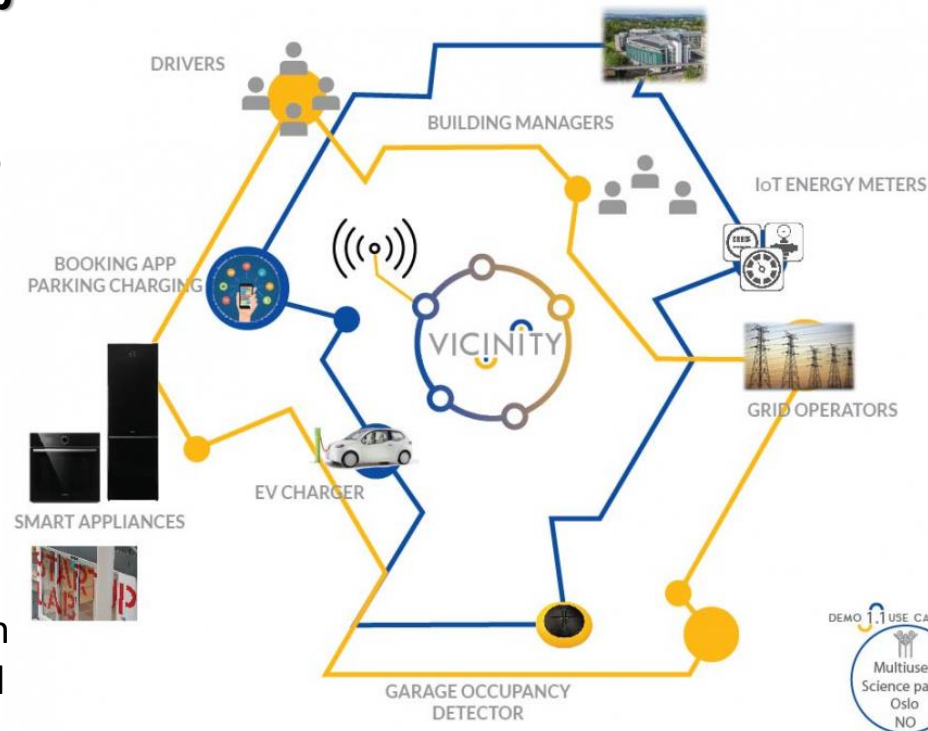 DRIVERS
BUILDING MANAGERS
IoT ENERGY METERS
BOOKING APP
PARKING CHARGING
VICINITY
GRID OPERATORS
EV CHARGER
SMART APPLIANCES
GARAGE OCCUPANCY
DETECTOR
DEMO 1.1 USE CA
Multiuse
Science pa
Oslo
NO